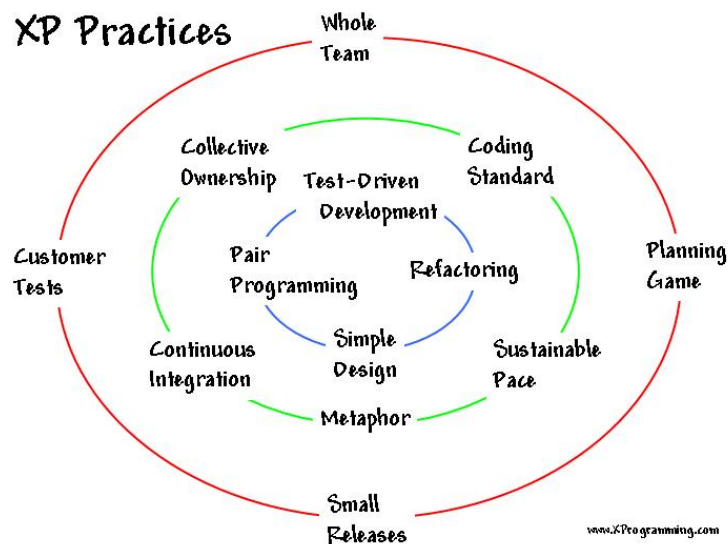 XP Practices
Whole
Team
Collective
Ownership
Coding
Standard
Test-Driven
Development
Customer
Tests
Pair
Programming
Refactoring
Planning
Game
Continuous
Integration
Simple
Design
Sustainable
Pace
Metaphor
Small
Releases
www.XProgramming.com